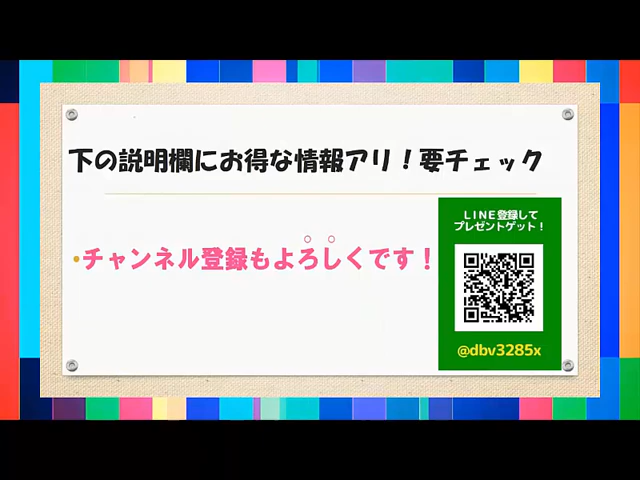 下の説明欄にお得な情報アリ！要チェック
・チャンネル登録もよろしくです！
LINE登録して
プレゼントゲット！
@dbv3285x